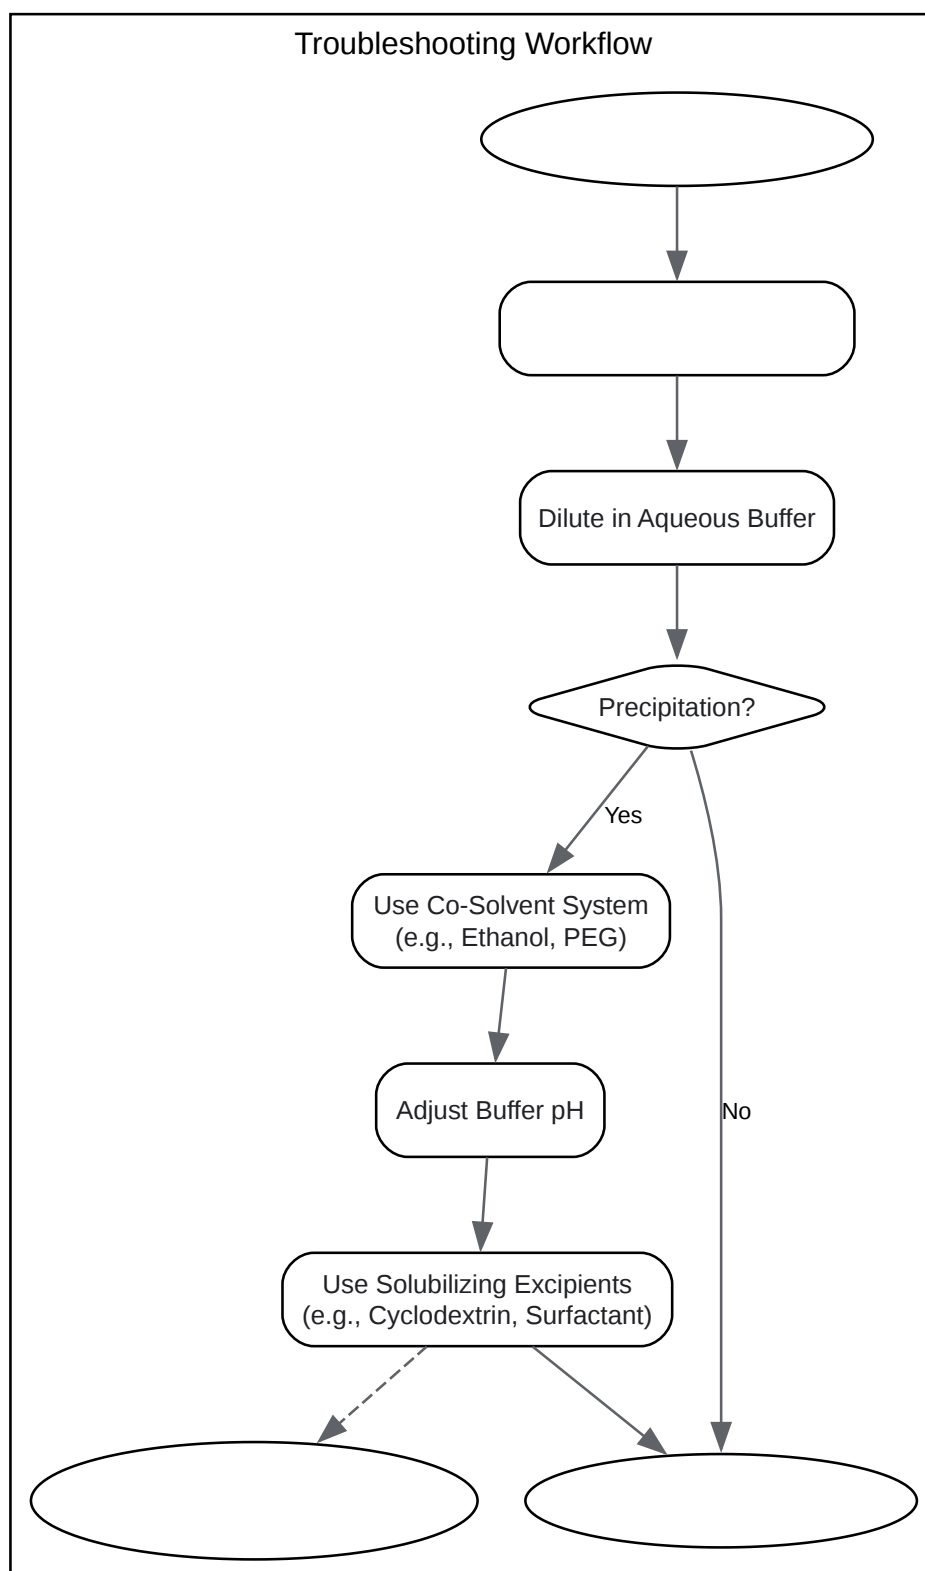 Troubleshooting Workflow
Dilute in Aqueous Buffer
Precipitation?
Yes
Use Co-Solvent System
(e.g., Ethanol, PEG)
Adjust Buffer pH
No
Use Solubilizing Excipients
(e.g., Cyclodextrin, Surfactant)